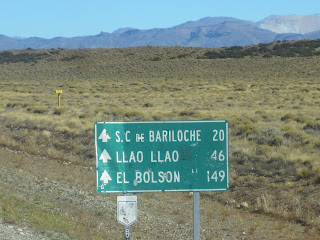 S.C DE BARILOCHE 20
LLAO LLAO 46
EL BOLSON 149